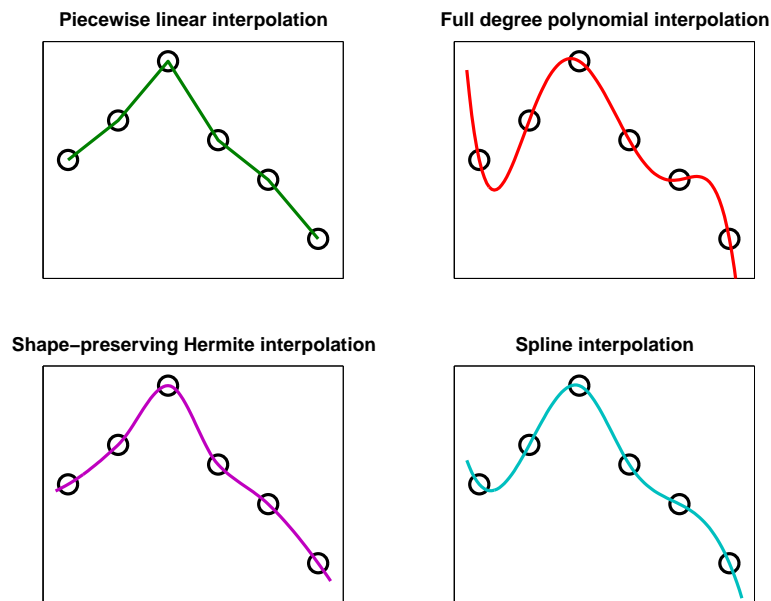 Piecewise linear interpolation
Full degree polynomial interpolation
Shape−preserving Hermite interpolation
Spline interpolation